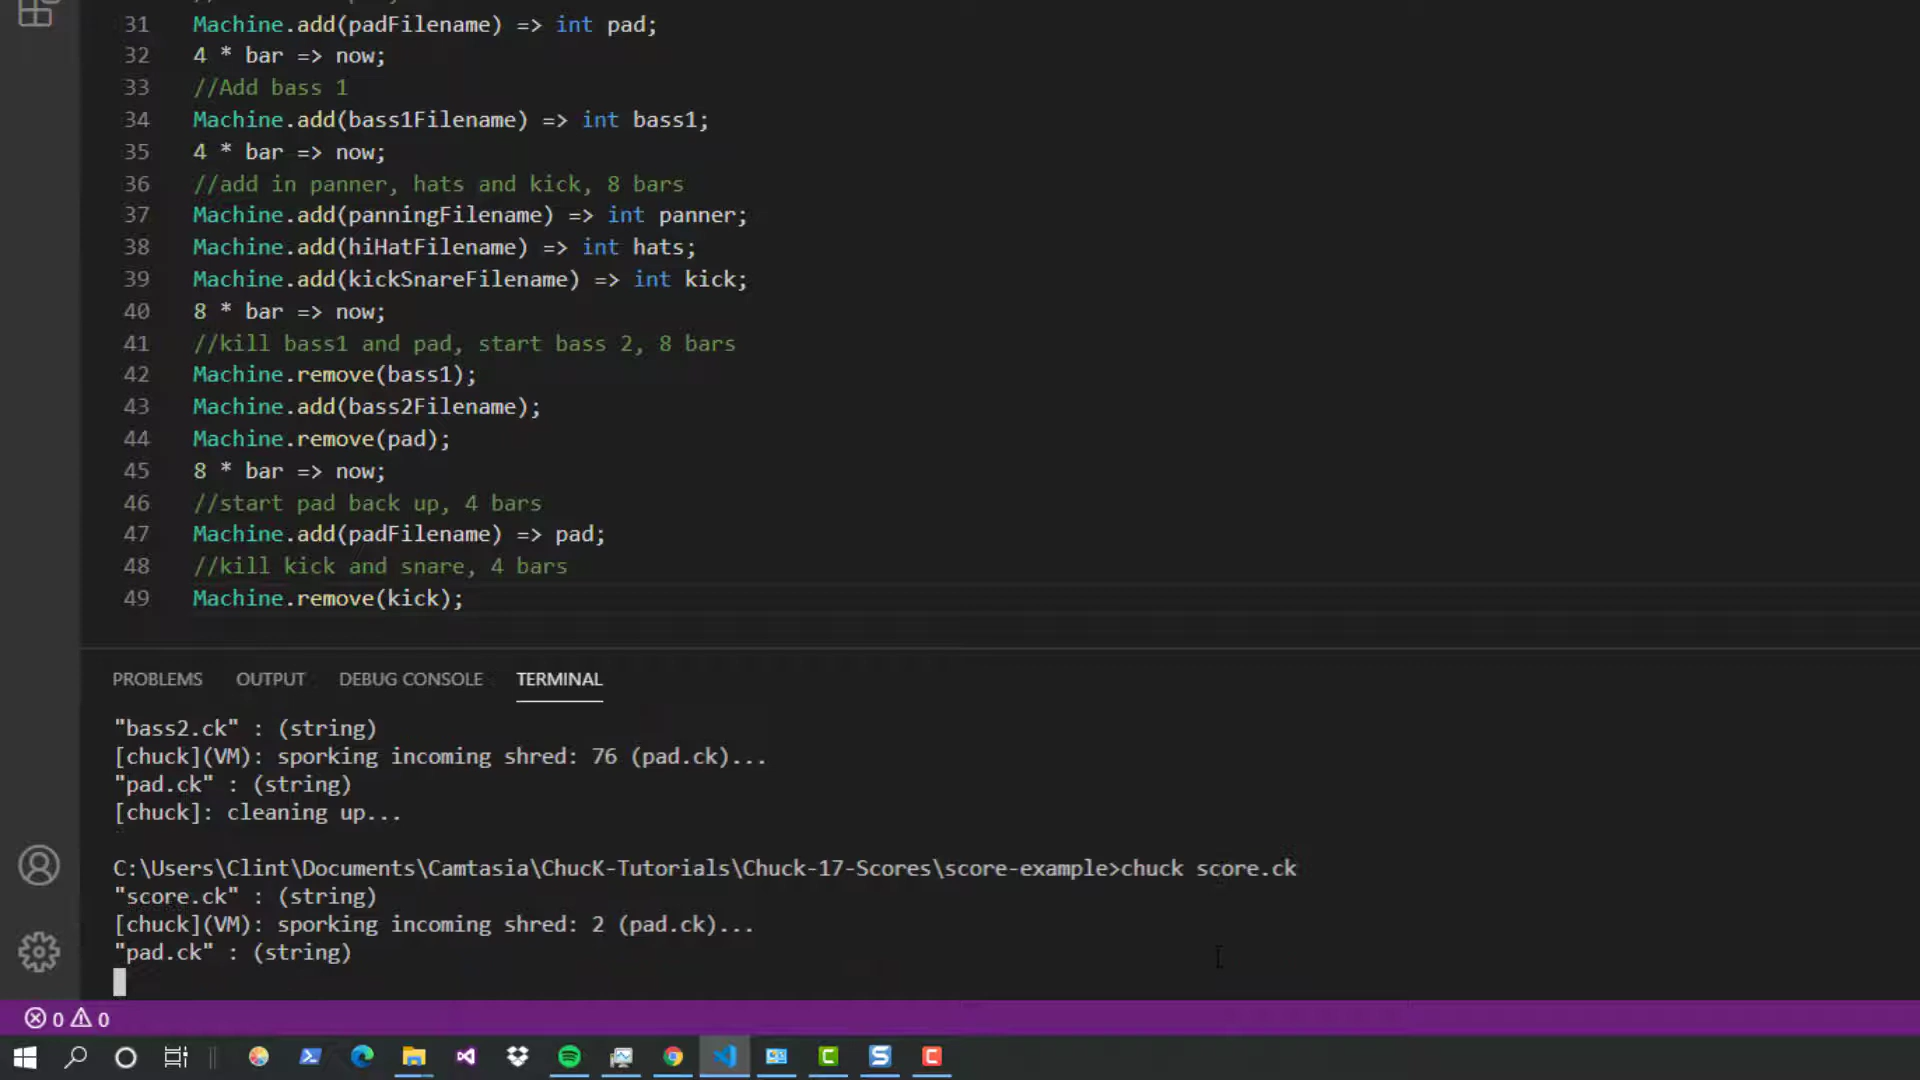 31 Machine.add(padFilename) => int pad;
32 4 * bar => now;
33 //Add bass 1
34 Machine.add(bass1Filename) => int bass1;
35 4 * bar => now;
36 //add in panner, hats and kick, 8 bars
37 Machine.add(panningFilename) => int panner;
38 Machine.add(hiHatFilename) => int hats;
39 Machine.add(kickSnareFilename) => int kick;
40 8 * bar => now;
41 //kill bass1 and pad, start bass 2, 8 bars
42 Machine.remove(bass1);
43 Machine.add(bass2Filename);
44 Machine.remove(pad);
45 8 * bar => now;
46 //start pad back up, 4 bars
47 Machine.add(padFilename) => pad;
48 //kill kick and snare, 4 bars
49 Machine.remove(kick);
PROBLEMS OUTPUT DEBUG CONSOLE TERMINAL
"bass2.ck" : (string)
[chuck](VM): sporking incoming shred: 76 (pad.ck)...
"pad.ck" : (string)
[chuck]: cleaning up...
C:\Users\Clint\Documents\Camtasia\ChucK-Tutorials\Chuck-17-Scores\score-example>chuck score.ck
"score.ck" : (string)
[chuck](VM): sporking incoming shred: 2 (pad.ck)...
"pad.ck" : (string)
0 0